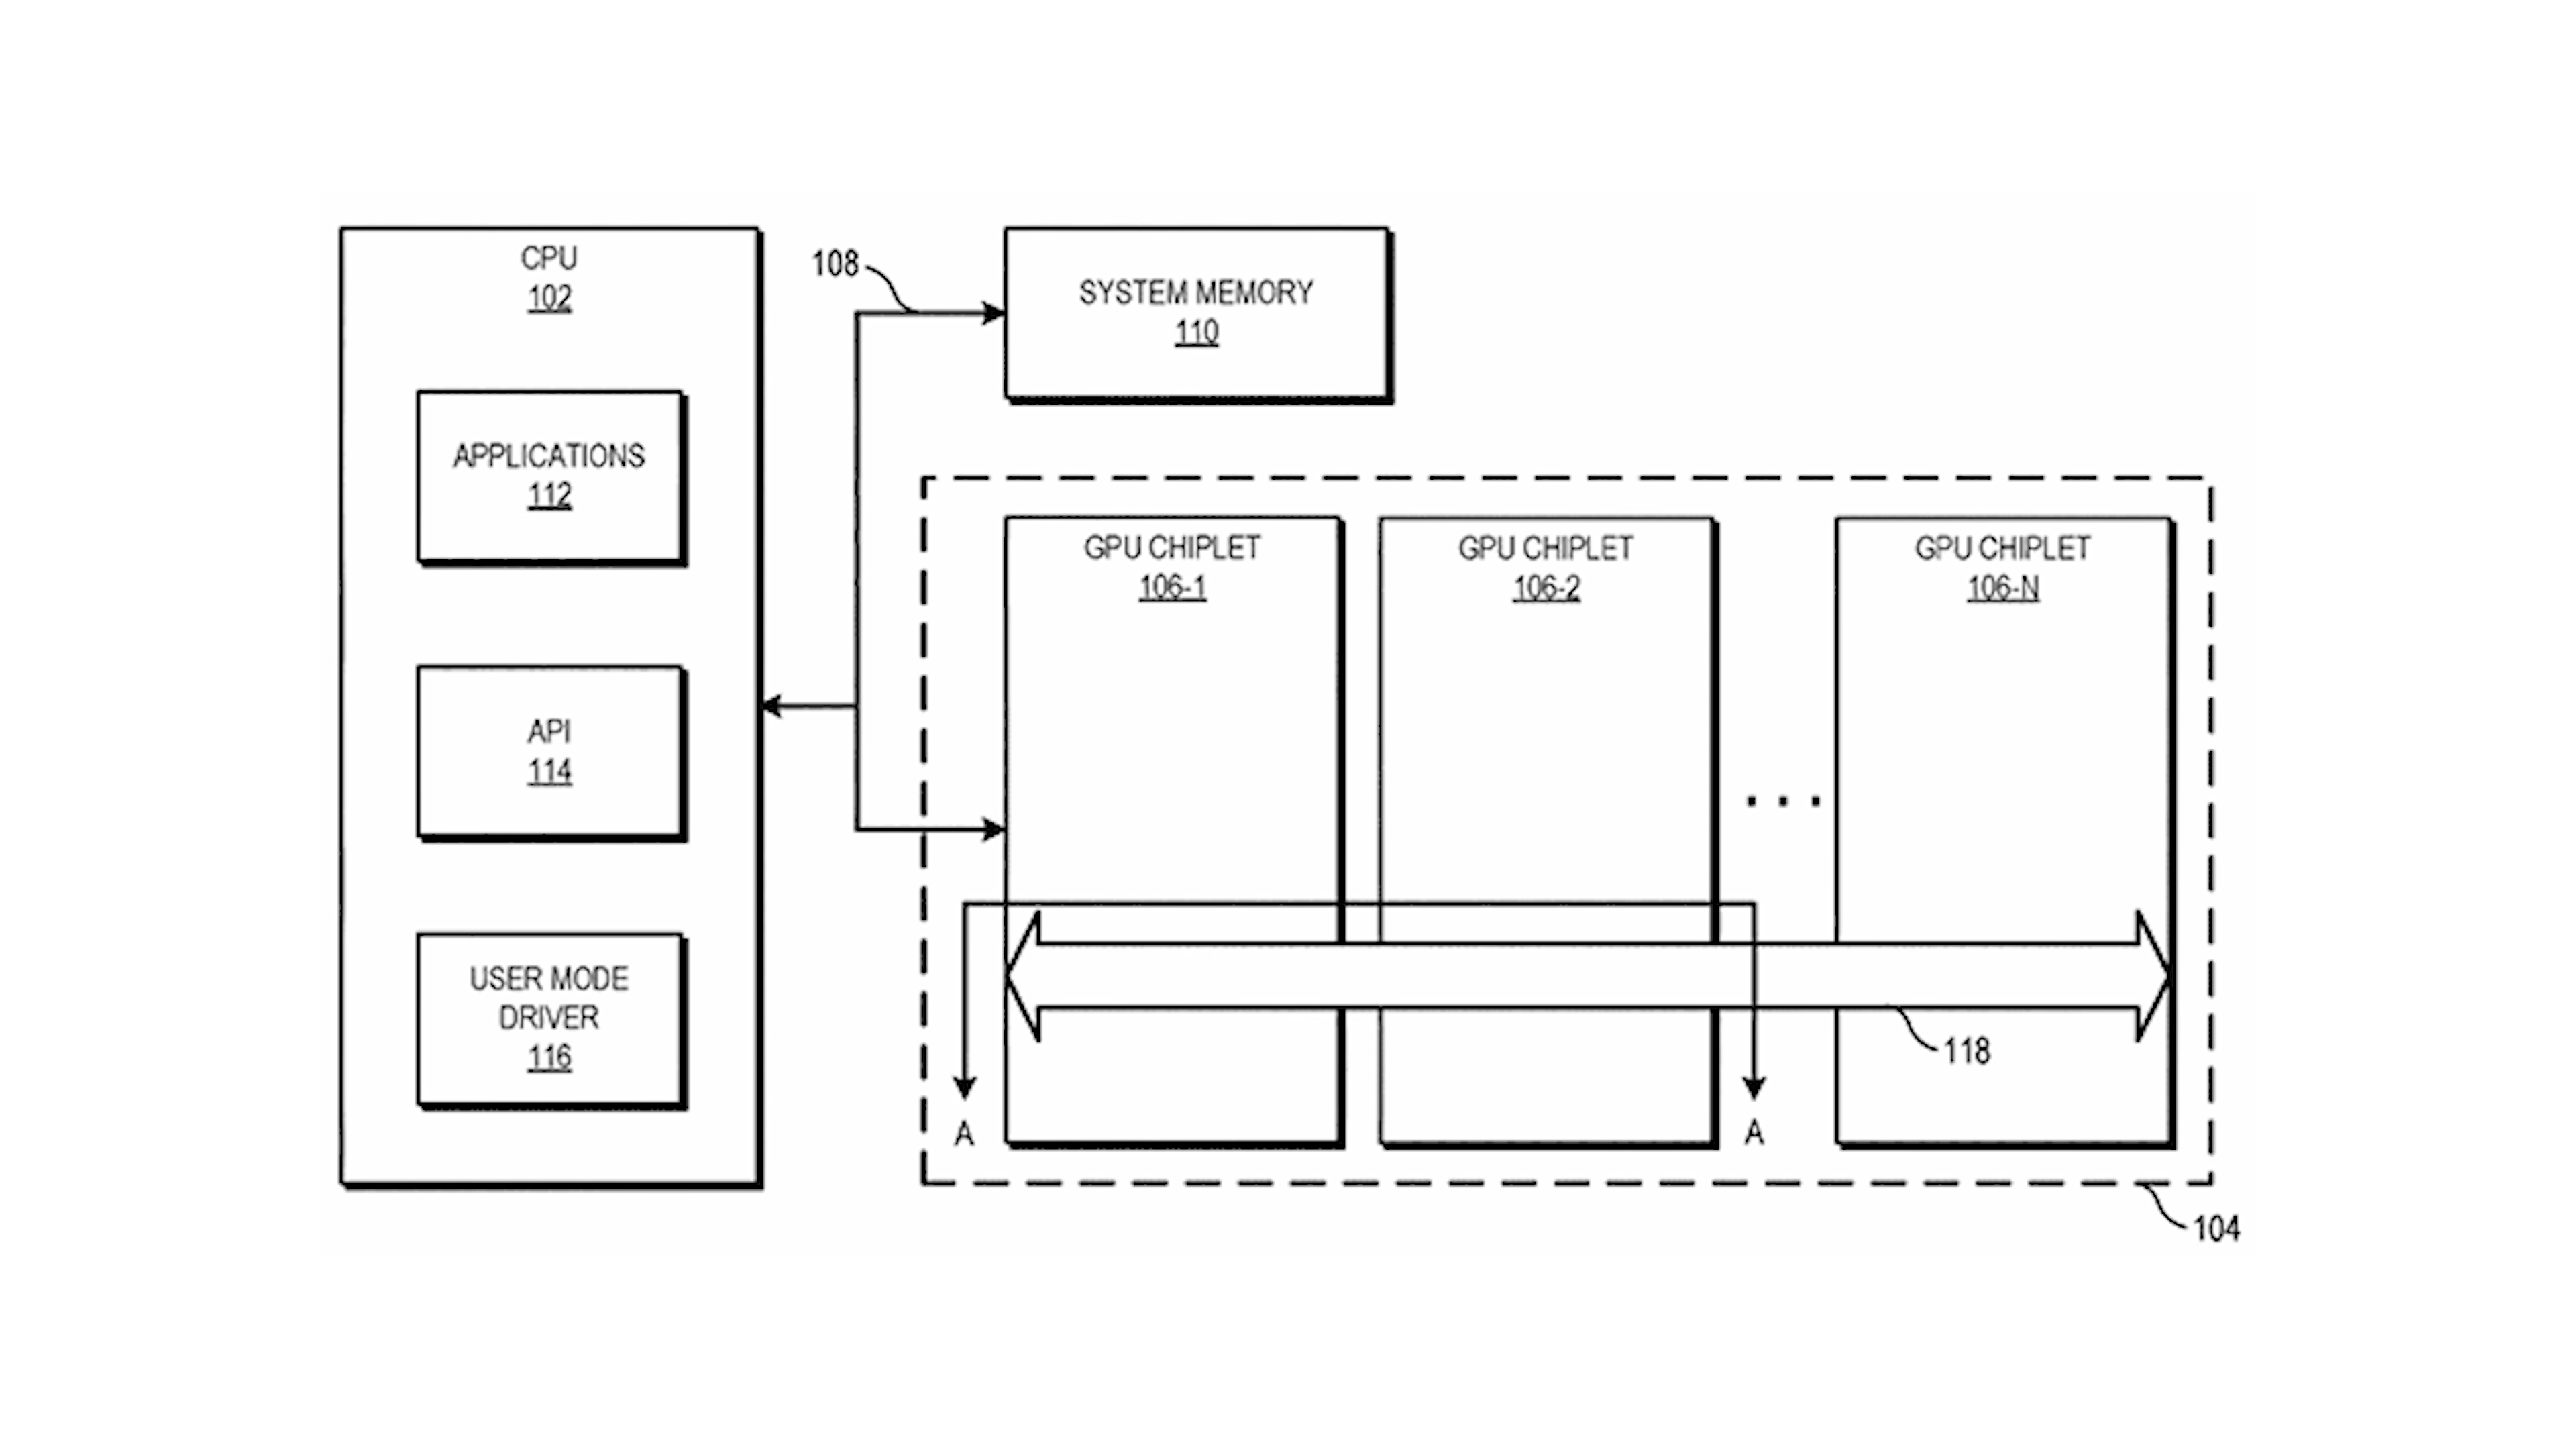 CPU
102
APPLICATIONS
112
API
114
USER MODE
DRIVER
116
108
SYSTEM MEMORY
110
GPU CHIPLET
106-1
GPU CHIPLET
106-2
...
GPU CHIPLET
106-N
118
A
A
104